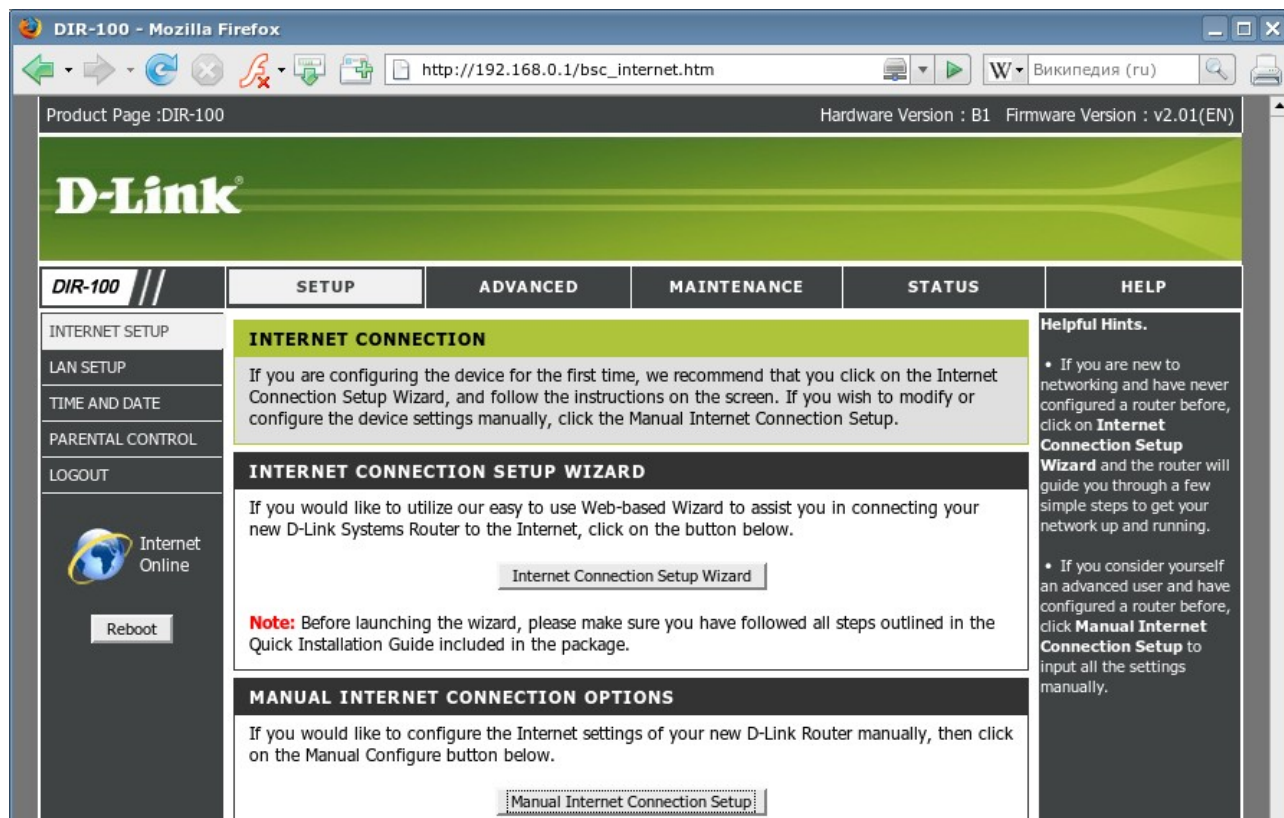 DIR-100 - Mozilla Firefox
http://192.168.0.1/bsc_internet.htm
W
Википедия (ru)
Product Page :DIR-100
Hardware Version : B1 Firmware Version : v2.01(EN)
D-Link®
DIR-100
SETUP
ADVANCED
MAINTENANCE
STATUS
HELP
INTERNET SETUP
LAN SETUP
TIME AND DATE
PARENTAL CONTROL
LOGOUT
Internet
Online
Reboot
INTERNET CONNECTION
If you are configuring the device for the first time, we recommend that you click on the Internet
Connection Setup Wizard, and follow the instructions on the screen. If you wish to modify or
configure the device settings manually, click the Manual Internet Connection Setup.
INTERNET CONNECTION SETUP WIZARD
If you would like to utilize our easy to use Web-based Wizard to assist you in connecting your
new D-Link Systems Router to the Internet, click on the button below.
Internet Connection Setup Wizard
Note: Before launching the wizard, please make sure you have followed all steps outlined in the
Quick Installation Guide included in the package.
MANUAL INTERNET CONNECTION OPTIONS
If you would like to configure the Internet settings of your new D-Link Router manually, then click
on the Manual Configure button below.
Manual Internet Connection Setup
Helpful Hints.
• If you are new to
networking and have never
configured a router before,
click on Internet
Connection Setup
Wizard and the router will
guide you through a few
simple steps to get your
network up and running.
• If you consider yourself
an advanced user and have
configured a router before,
click Manual Internet
Connection Setup to
input all the settings
manually.